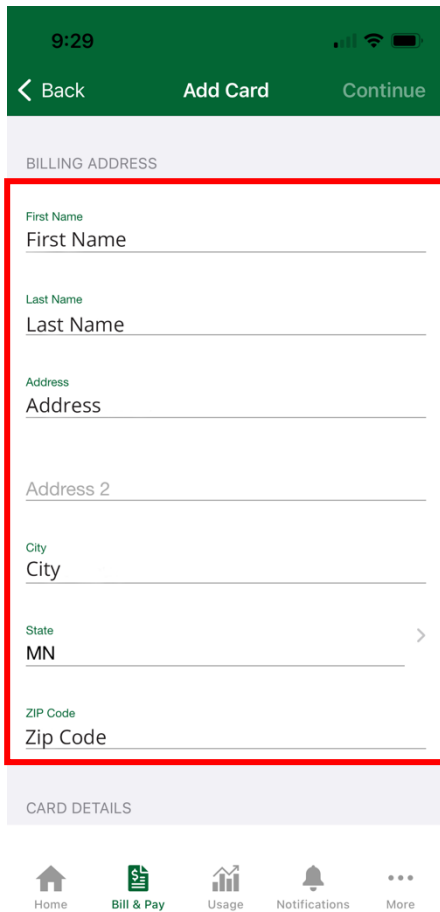 9:29
Back Add Card Continue
BILLING ADDRESS
First Name
First Name
Last Name
Last Name
Address
Address
Address 2
City
City
State
MN
ZIP Code
Zip Code
CARD DETAILS
Home Bill & Pay Usage Notifications More